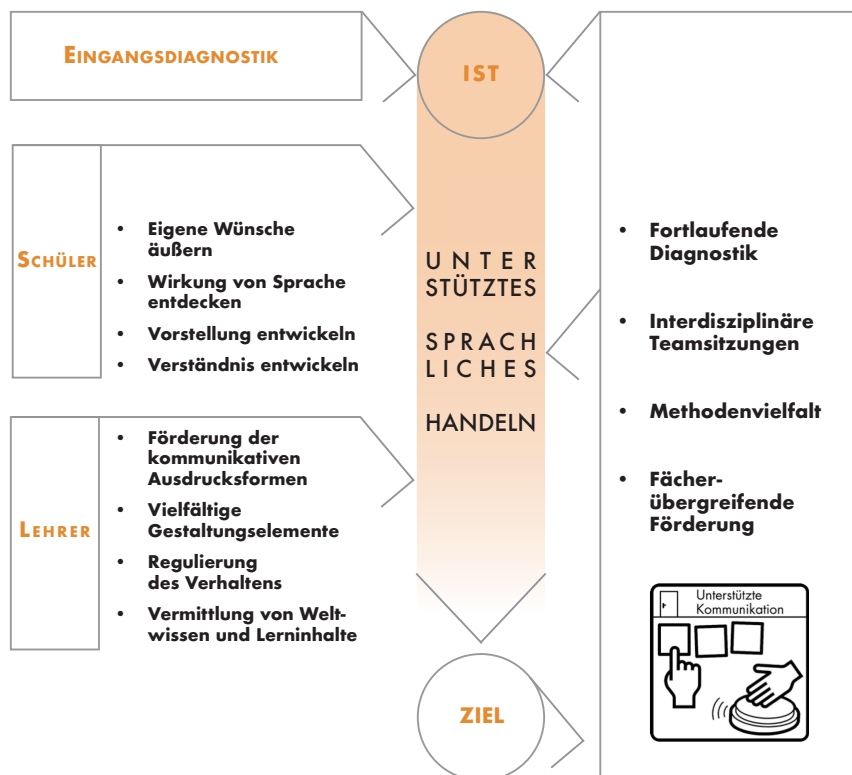 EINGANGSDIAGNOSTIK
IST
SCHÜLER
• Eigene Wünsche
äußern
• Wirkung von Sprache
entdecken
• Vorstellung entwickeln
• Verständnis entwickeln
LEHRER
• Förderung der
kommunikativen
Ausdrucksformen
• Vielfältige
Gestaltungselemente
• Regulierung
des Verhaltens
• Vermittlung von Welt-
wissen und Lerninhalte
UNTER
STÜTZTES
SPRACH
LICHES
HANDELN
ZIEL
• Fortlaufende
Diagnostik
• Interdisziplinäre
Teamsitzungen
• Methodenvielfalt
• Fächer-
übergreifende
Förderung
Unterstützte
Kommunikation